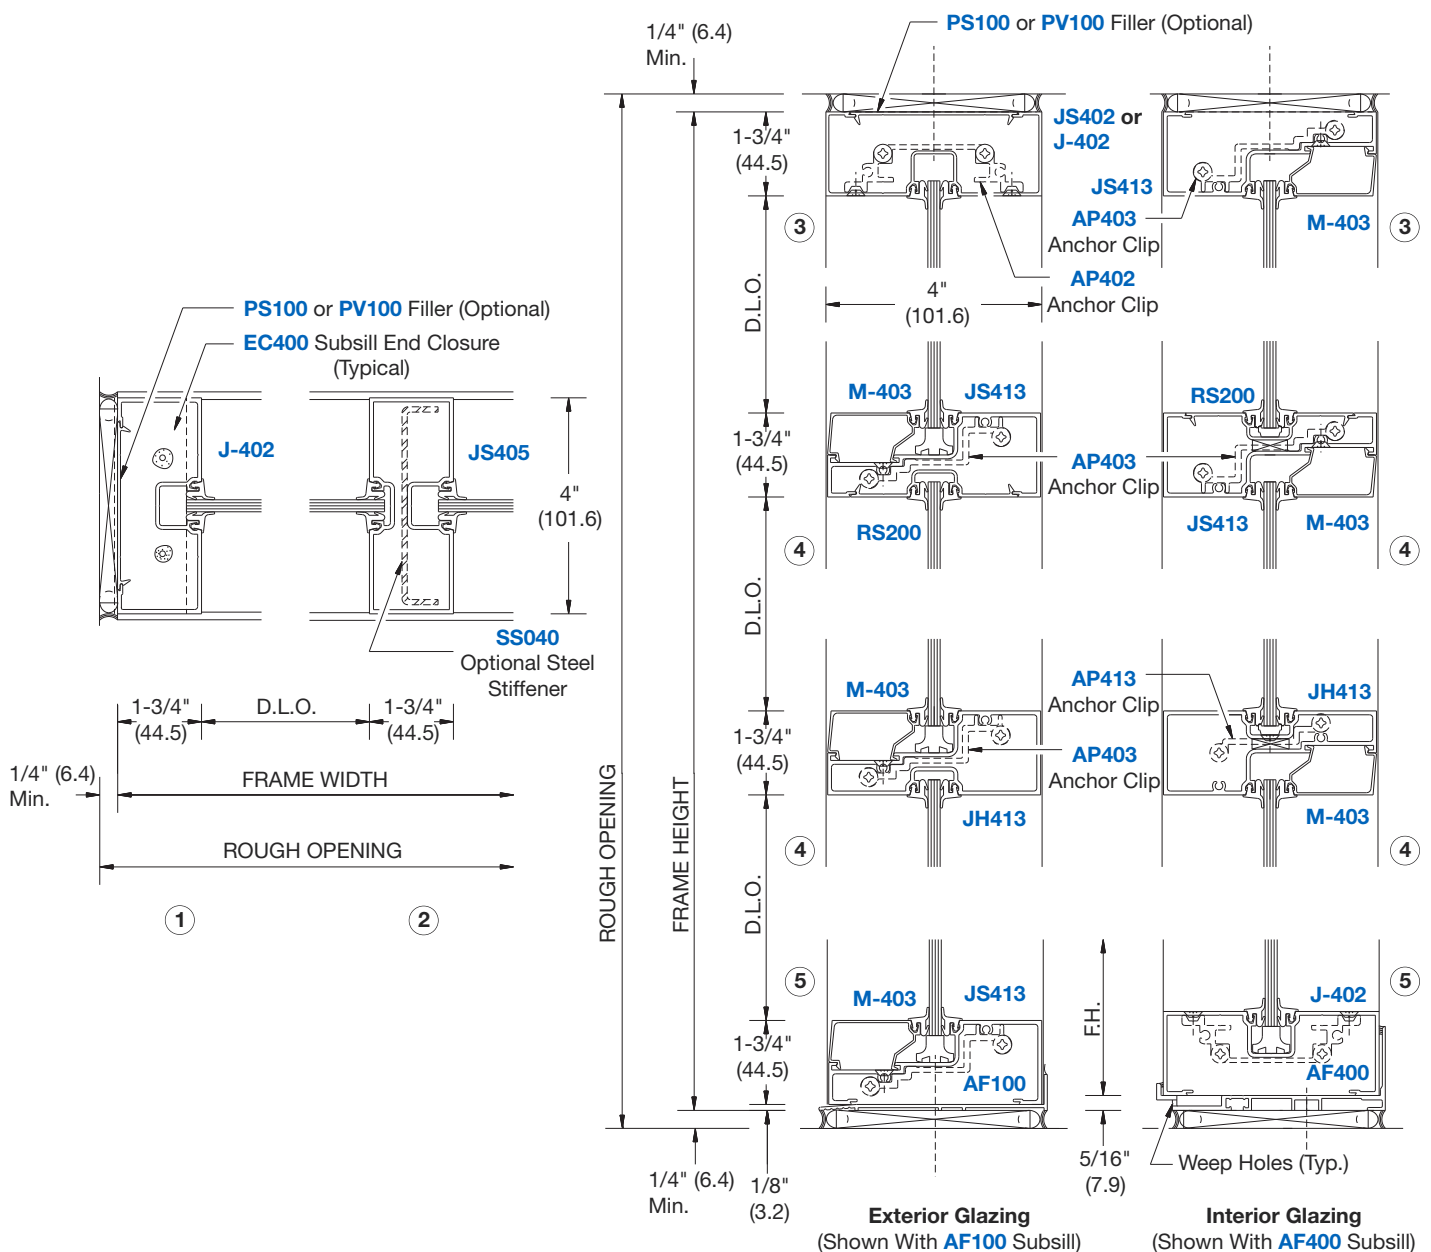 1/4" (6.4)
Min.
PS100 or PV100 Filler (Optional)
1-3/4"
(44.5)
JS402 or
J-402
JS413
AP403
Anchor Clip
M-403
3
3
AP402
Anchor Clip
4"
(101.6)
D.L.O.
PS100 or PV100 Filler (Optional)
EC400 Subsill End Closure
(Typical)
J-402
JS405
4"
(101.6)
SS040
Optional Steel
Stiffener
1-3/4"
(44.5)
D.L.O.
1-3/4"
(44.5)
1/4" (6.4)
Min.
FRAME WIDTH
ROUGH OPENING
1
2
ROUGH OPENING
FRAME HEIGHT
M-403
JS413
RS200
1-3/4"
(44.5)
AP403
Anchor Clip
RS200
JS413
M-403
4
4
D.L.O.
M-403
AP413
Anchor Clip
JH413
1-3/4"
(44.5)
AP403
Anchor Clip
JH413
M-403
4
4
D.L.O.
5
M-403
JS413
F.H.
J-402
5
1-3/4"
(44.5)
AF100
AF400
1/4" (6.4)
Min.
1/8"
(3.2)
5/16"
(7.9)
Weep Holes (Typ.)
Exterior Glazing
(Shown With AF100 Subsill)
Interior Glazing
(Shown With AF400 Subsill)